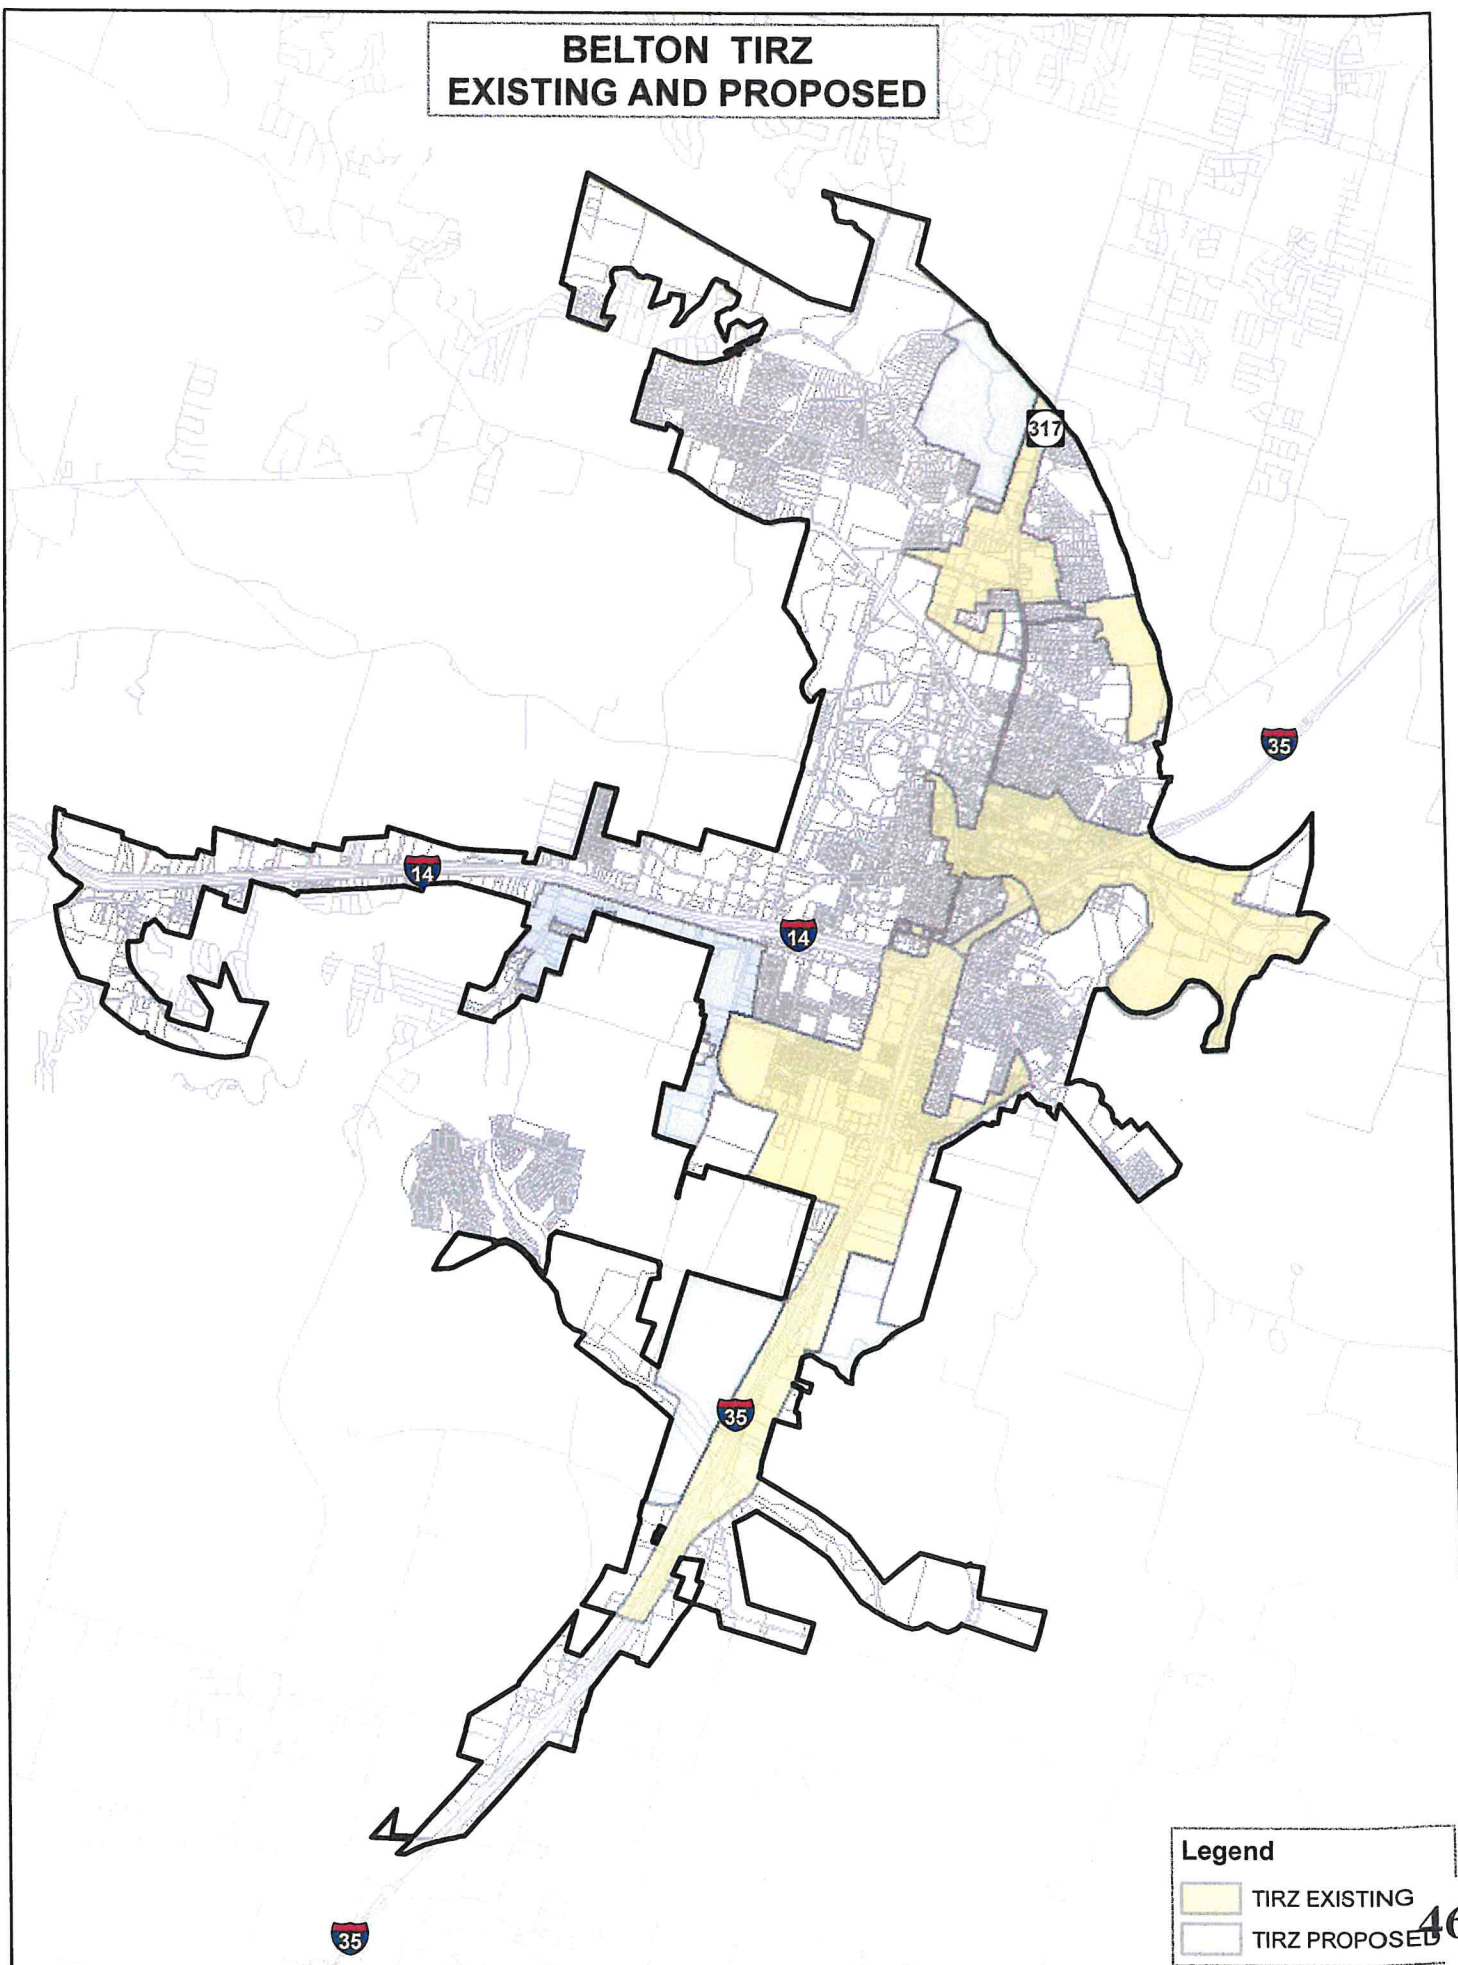 BELTON TIRZ
EXISTING AND PROPOSED
317
35
14
14
35
35
Legend
TIRZ EXISTING
TIRZ PROPOSED
46